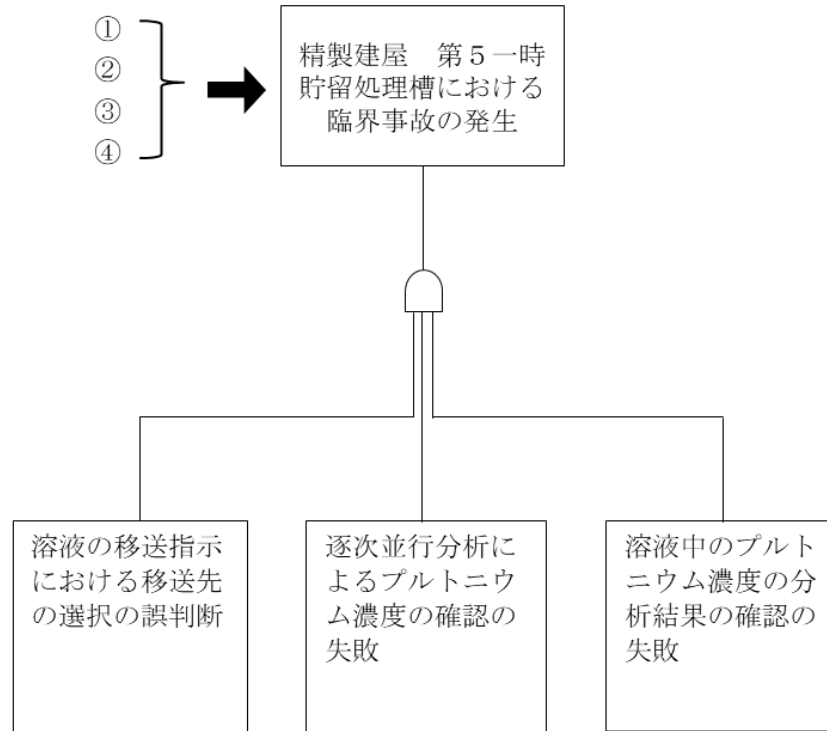 ①
②
③
④
精製建屋　第５一時
貯留処理槽における
臨界事故の発生
溶液の移送指示
における移送先
の選択の誤判断
逐次並行分析に
よるプルトニウ
ム濃度の確認の
失敗
溶液中のプルト
ニウム濃度の分
析結果の確認の
失敗